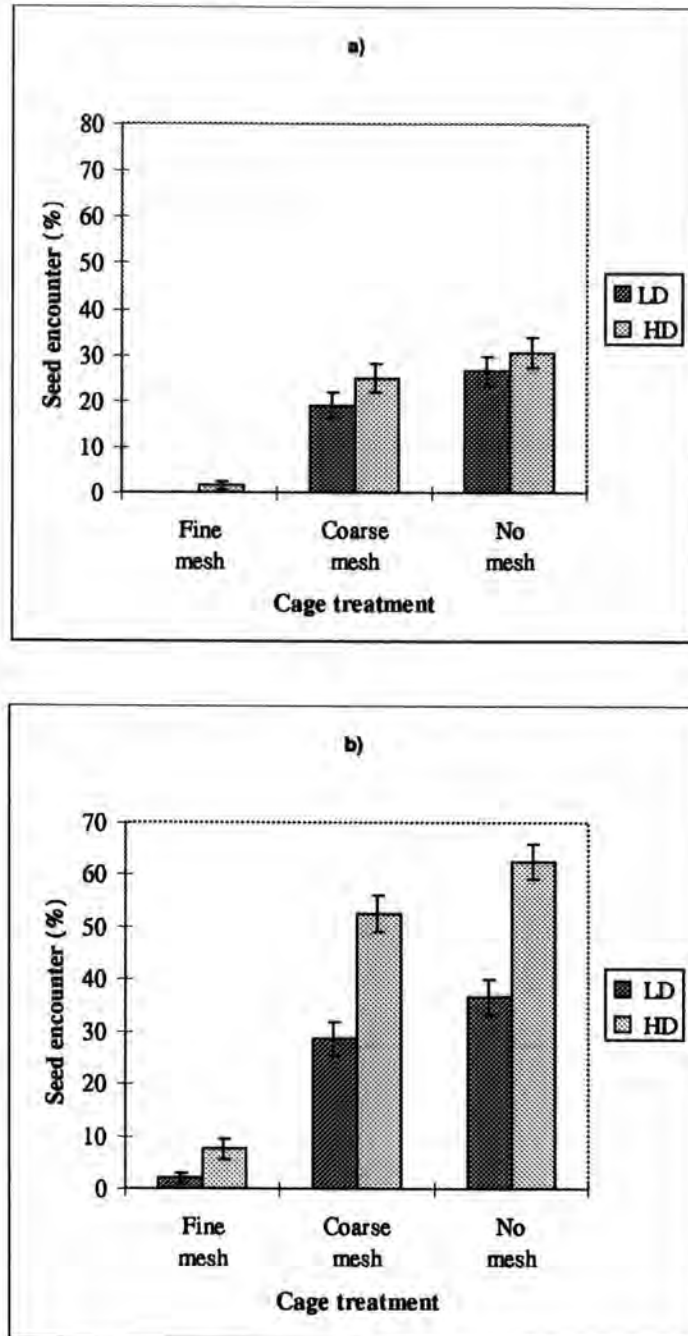 a)
80
70
60
50
40
30
20
10
0
Seed encounter (%)
LD
HD
Fine mesh
Coarse mesh
No mesh
Cage treatment
b)
70
60
50
40
30
20
10
0
Seed encounter (%)
LD
HD
Fine mesh
Coarse mesh
No mesh
Cage treatment